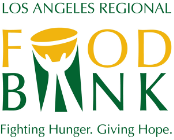 LOS ANGELES REGIONAL
FOOD
BANK
Fighting Hunger. Giving Hope.